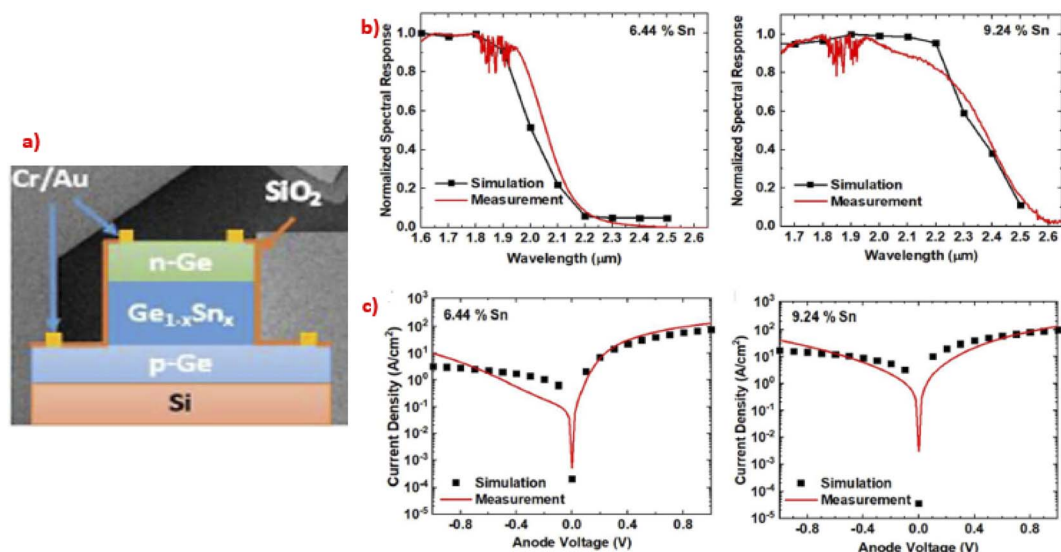 a)
Cr/Au
SiO₂
n-Ge
Ge₁₋ₓSnₓ
p-Ge
Si
b)
Normalized Spectral Response
1.0
0.8
0.6
0.4
0.2
0.0
6.44 % Sn
Simulation
Measurement
1.6 1.7 1.8 1.9 2.0 2.1 2.2 2.3 2.4 2.5 2.6
Wavelength (μm)
Normalized Spectral Response
1.0
0.8
0.6
0.4
0.2
0.0
9.24 % Sn
Simulation
Measurement
1.7 1.8 1.9 2.0 2.1 2.2 2.3 2.4 2.5 2.6
Wavelength (μm)
c)
Current Density (A/cm²)
10³
10²
10¹
10⁰
10⁻¹
10⁻²
10⁻³
10⁻⁴
10⁻⁵
6.44 % Sn
Simulation
Measurement
-0.8 -0.4 0.0 0.4 0.8
Anode Voltage (V)
Current Density (A/cm²)
10³
10²
10¹
10⁰
10⁻¹
10⁻²
10⁻³
10⁻⁴
10⁻⁵
9.24 % Sn
Simulation
Measurement
-0.8 -0.4 0.0 0.4 0.8
Anode Voltage (V)